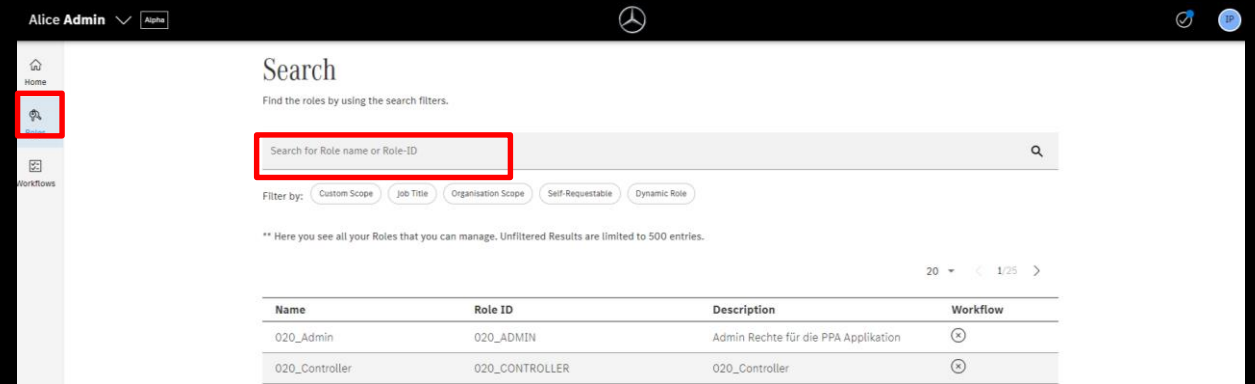 Alice Admin Alpha IP
Home
Roles
Workflows
Search
Find the roles by using the search filters.
Search for Role name or Role-ID
Filter by: Custom Scope Job Title Organisation Scope Self-Requestable Dynamic Role
** Here you see all your Roles that you can manage. Unfiltered Results are limited to 500 entries.
20 1/25
Name Role ID Description Workflow
020_Admin 020_ADMIN Admin Rechte für die PPA Applikation
020_Controller 020_CONTROLLER 020_Controller